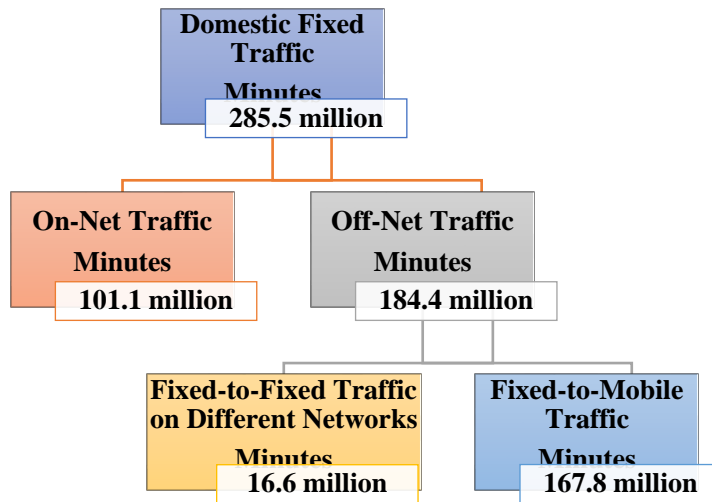 Domestic Fixed
Traffic
Minutes
285.5 million
On-Net Traffic
Minutes
101.1 million
Off-Net Traffic
Minutes
184.4 million
Fixed-to-Fixed Traffic
on Different Networks
Minutes
16.6 million
Fixed-to-Mobile
Traffic
Minutes
167.8 million